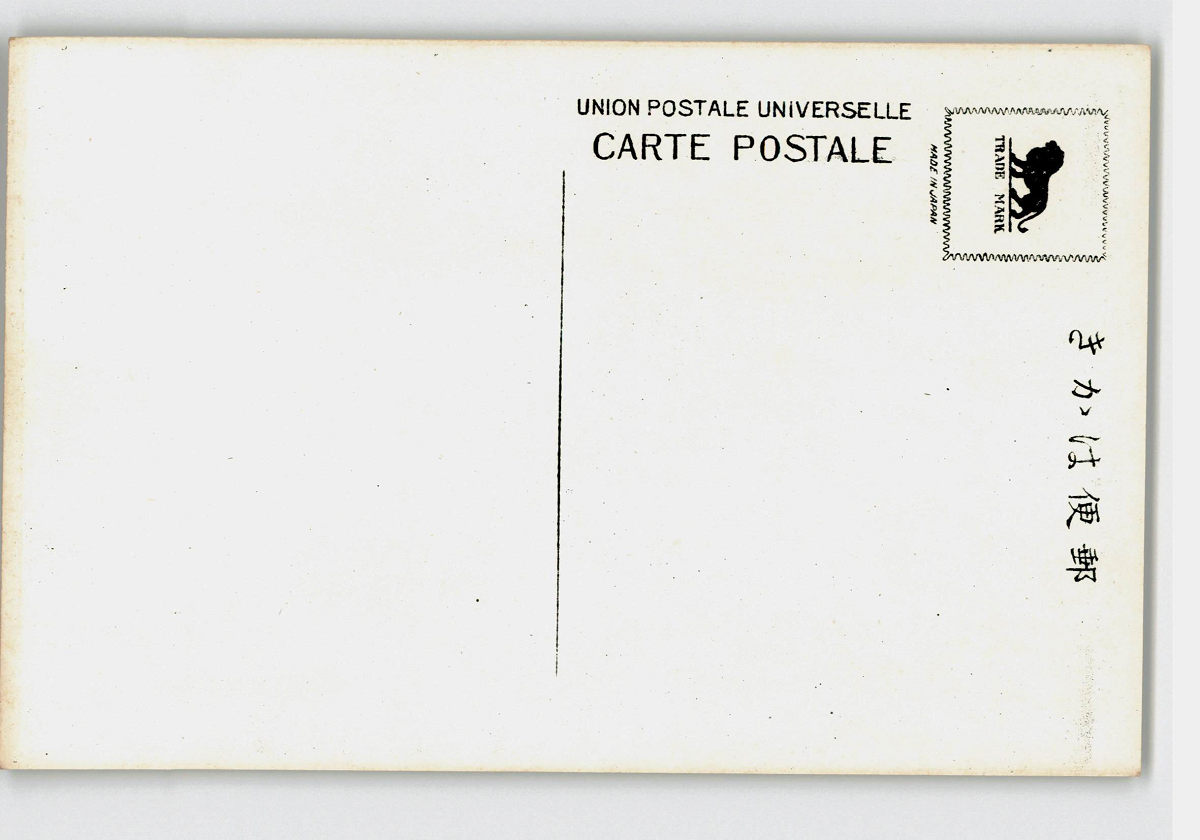 UNION POSTALE UNIVERSELLE
CARTE POSTALE
MADE IN JAPAN
TRADE MARK
きかは便郵